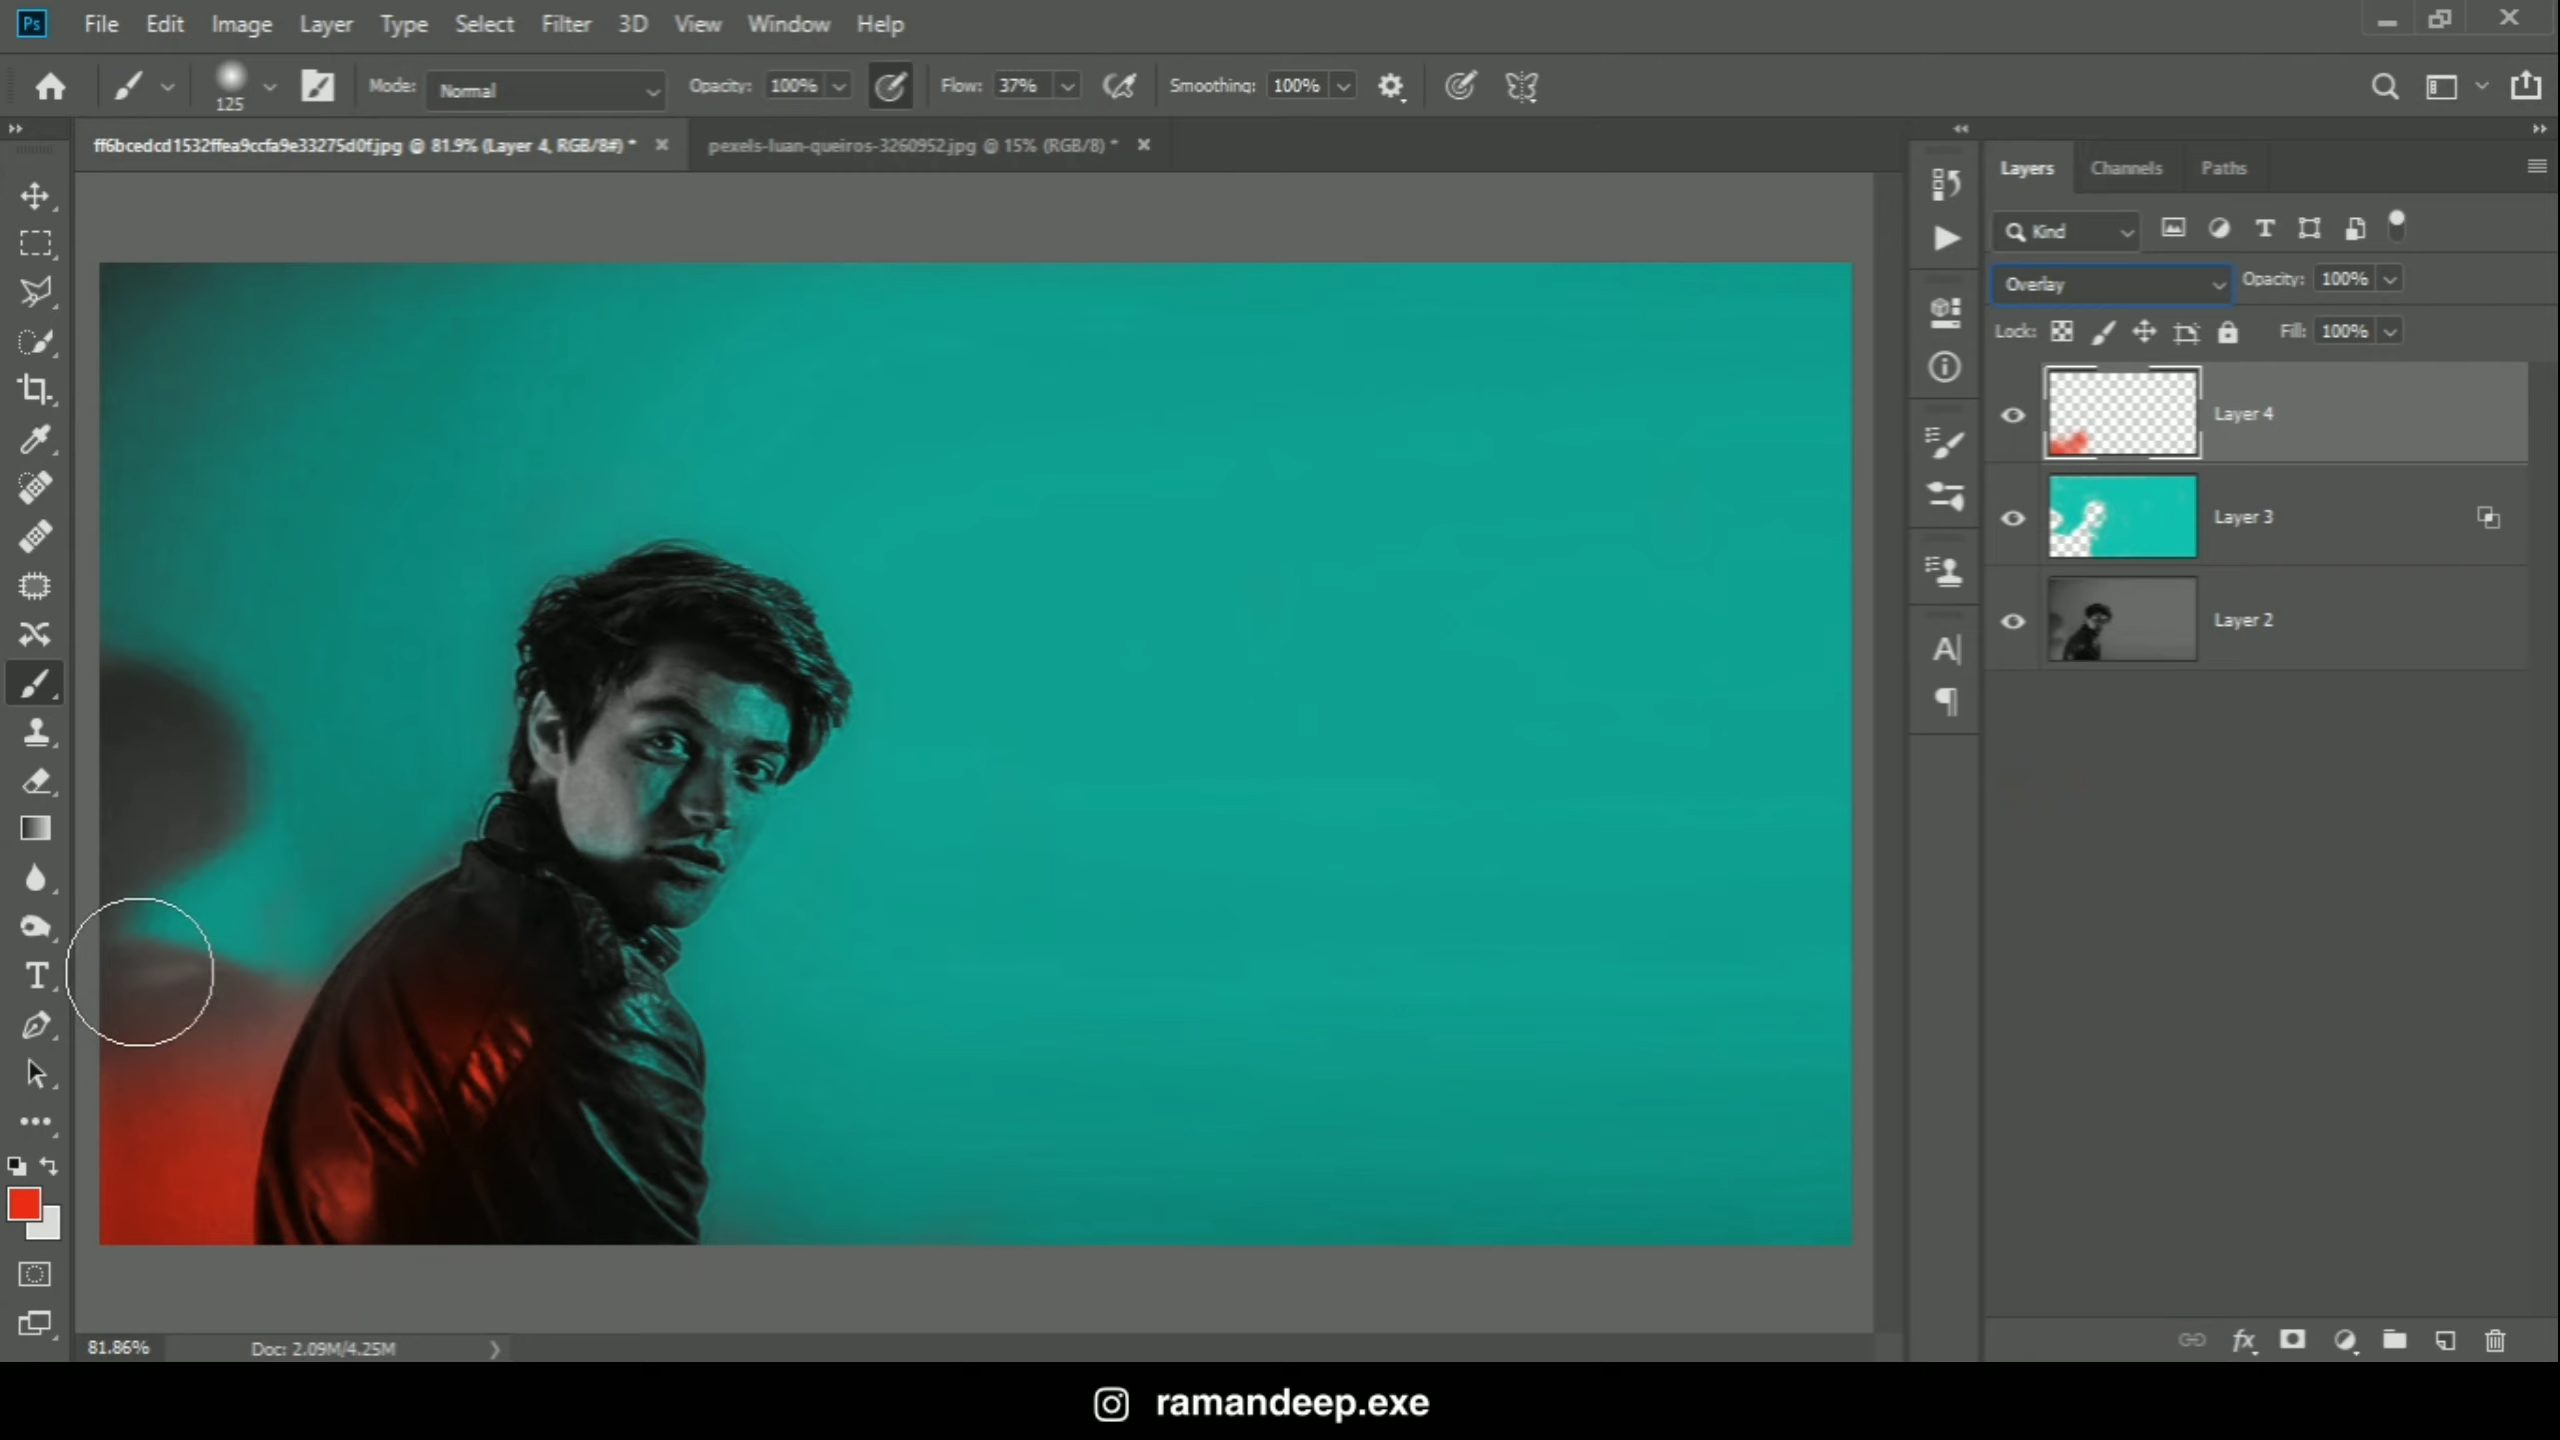 Ps File Edit Image Layer Type Select Filter 3D View Window Help
125 Mode: Normal Opacity: 100% Flow: 37% Smoothing: 100%
ff6bcedcd1532ffea9ccfa9e33275d0f.jpg @ 81.9% (Layer 4, RGB/8#) * pexels-luan-queiros-3260952.jpg @ 15% (RGB/8) *
Layers Channels Paths
Kind
Overlay Opacity: 100%
Lock: Fill: 100%
Layer 4
Layer 3
Layer 2
81.86% Doc: 2.09M/4.25M
ramandeep.exe